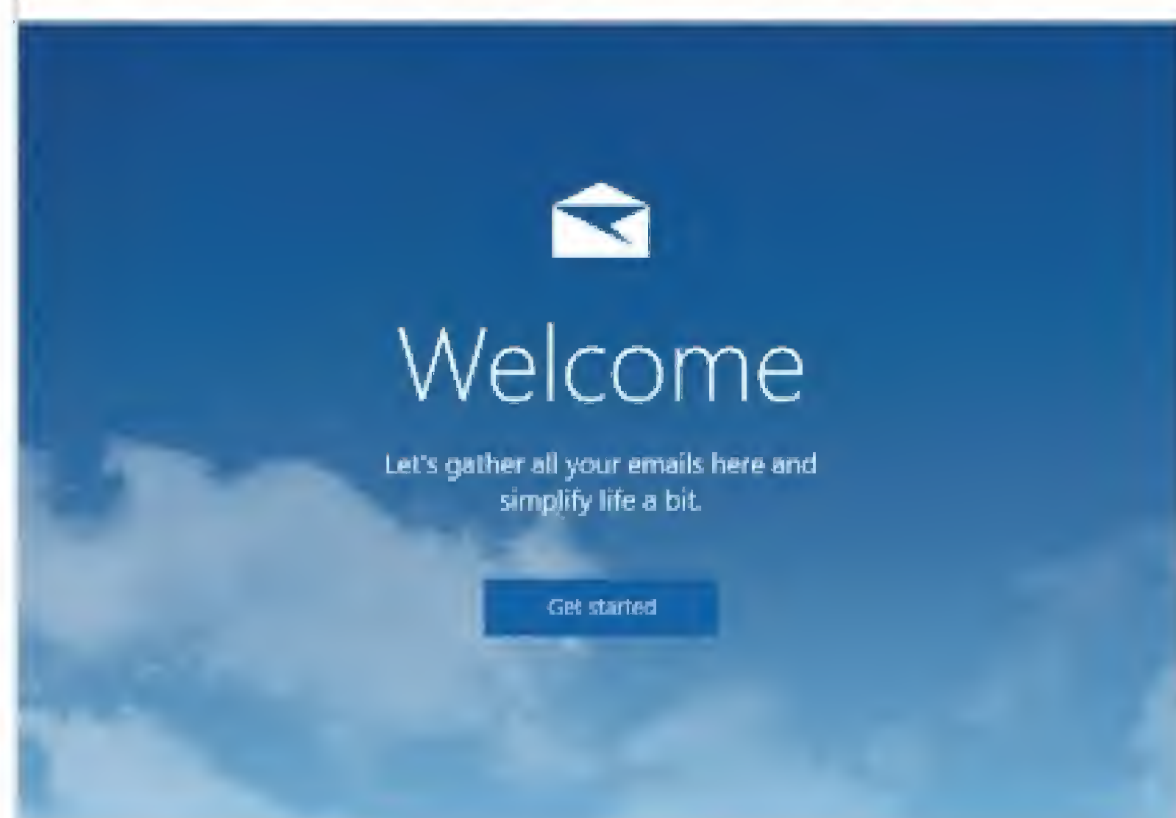 Welcome
Let's gather all your emails here and
simplify life a bit.
Get started